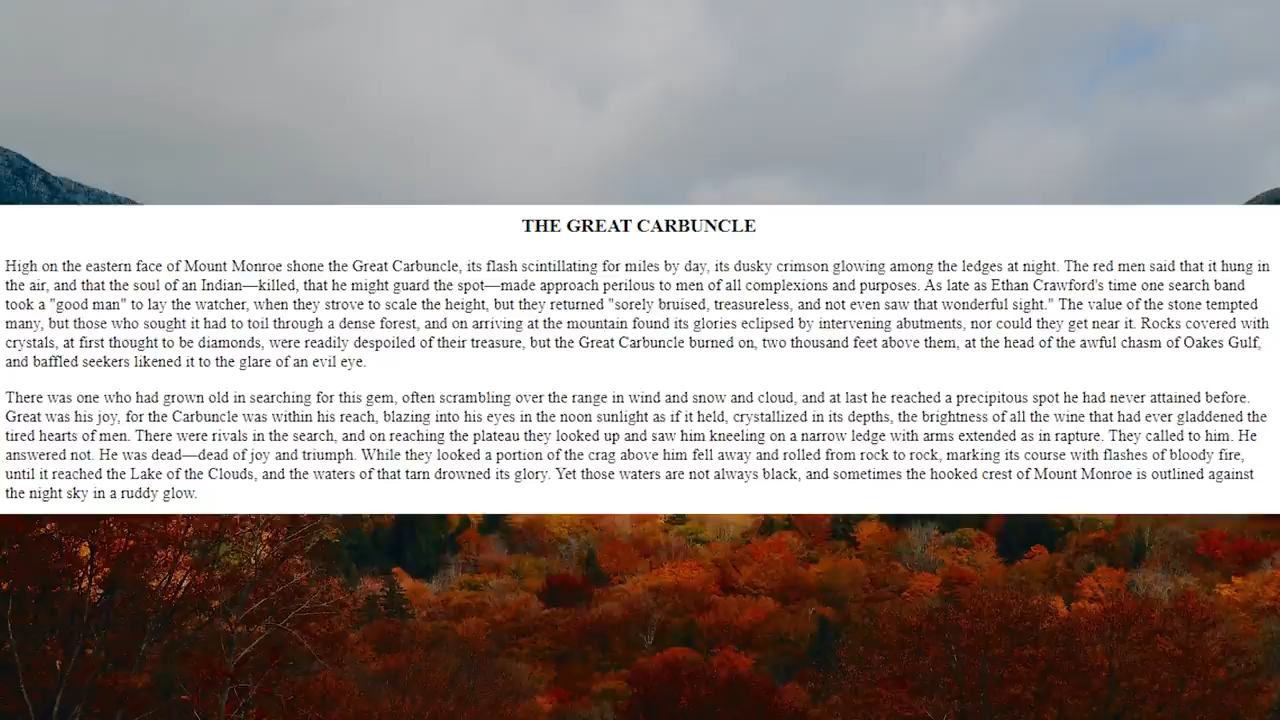 THE GREAT CARBUNCLE
High on the eastern face of Mount Monroe shone the Great Carbuncle, its flash scintillating for miles by day, its dusky crimson glowing among the ledges at night. The red men said that it hung in
the air, and that the soul of an Indian—killed, that he might guard the spot—made approach perilous to men of all complexions and purposes. As late as Ethan Crawford's time one search band
took a "good man" to lay the watcher, when they strove to scale the height, but they returned "sorely bruised, treasureless, and not even saw that wonderful sight." The value of the stone tempted
many, but those who sought it had to toil through a dense forest, and on arriving at the mountain found its glories eclipsed by intervening abutments, nor could they get near it. Rocks covered with
crystals, at first thought to be diamonds, were readily despoiled of their treasure, but the Great Carbuncle burned on, two thousand feet above them, at the head of the awful chasm of Oakes Gulf,
and baffled seekers likened it to the glare of an evil eye.
There was one who had grown old in searching for this gem, often scrambling over the range in wind and snow and cloud, and at last he reached a precipitous spot he had never attained before.
Great was his joy, for the Carbuncle was within his reach, blazing into his eyes in the noon sunlight as if it held, crystallized in its depths, the brightness of all the wine that had ever gladdened the
tired hearts of men. There were rivals in the search, and on reaching the plateau they looked up and saw him kneeling on a narrow ledge with arms extended as in rapture. They called to him. He
answered not. He was dead—dead of joy and triumph. While they looked a portion of the crag above him fell away and rolled from rock to rock, marking its course with flashes of bloody fire,
until it reached the Lake of the Clouds, and the waters of that tarn drowned its glory. Yet those waters are not always black, and sometimes the hooked crest of Mount Monroe is outlined against
the night sky in a ruddy glow.